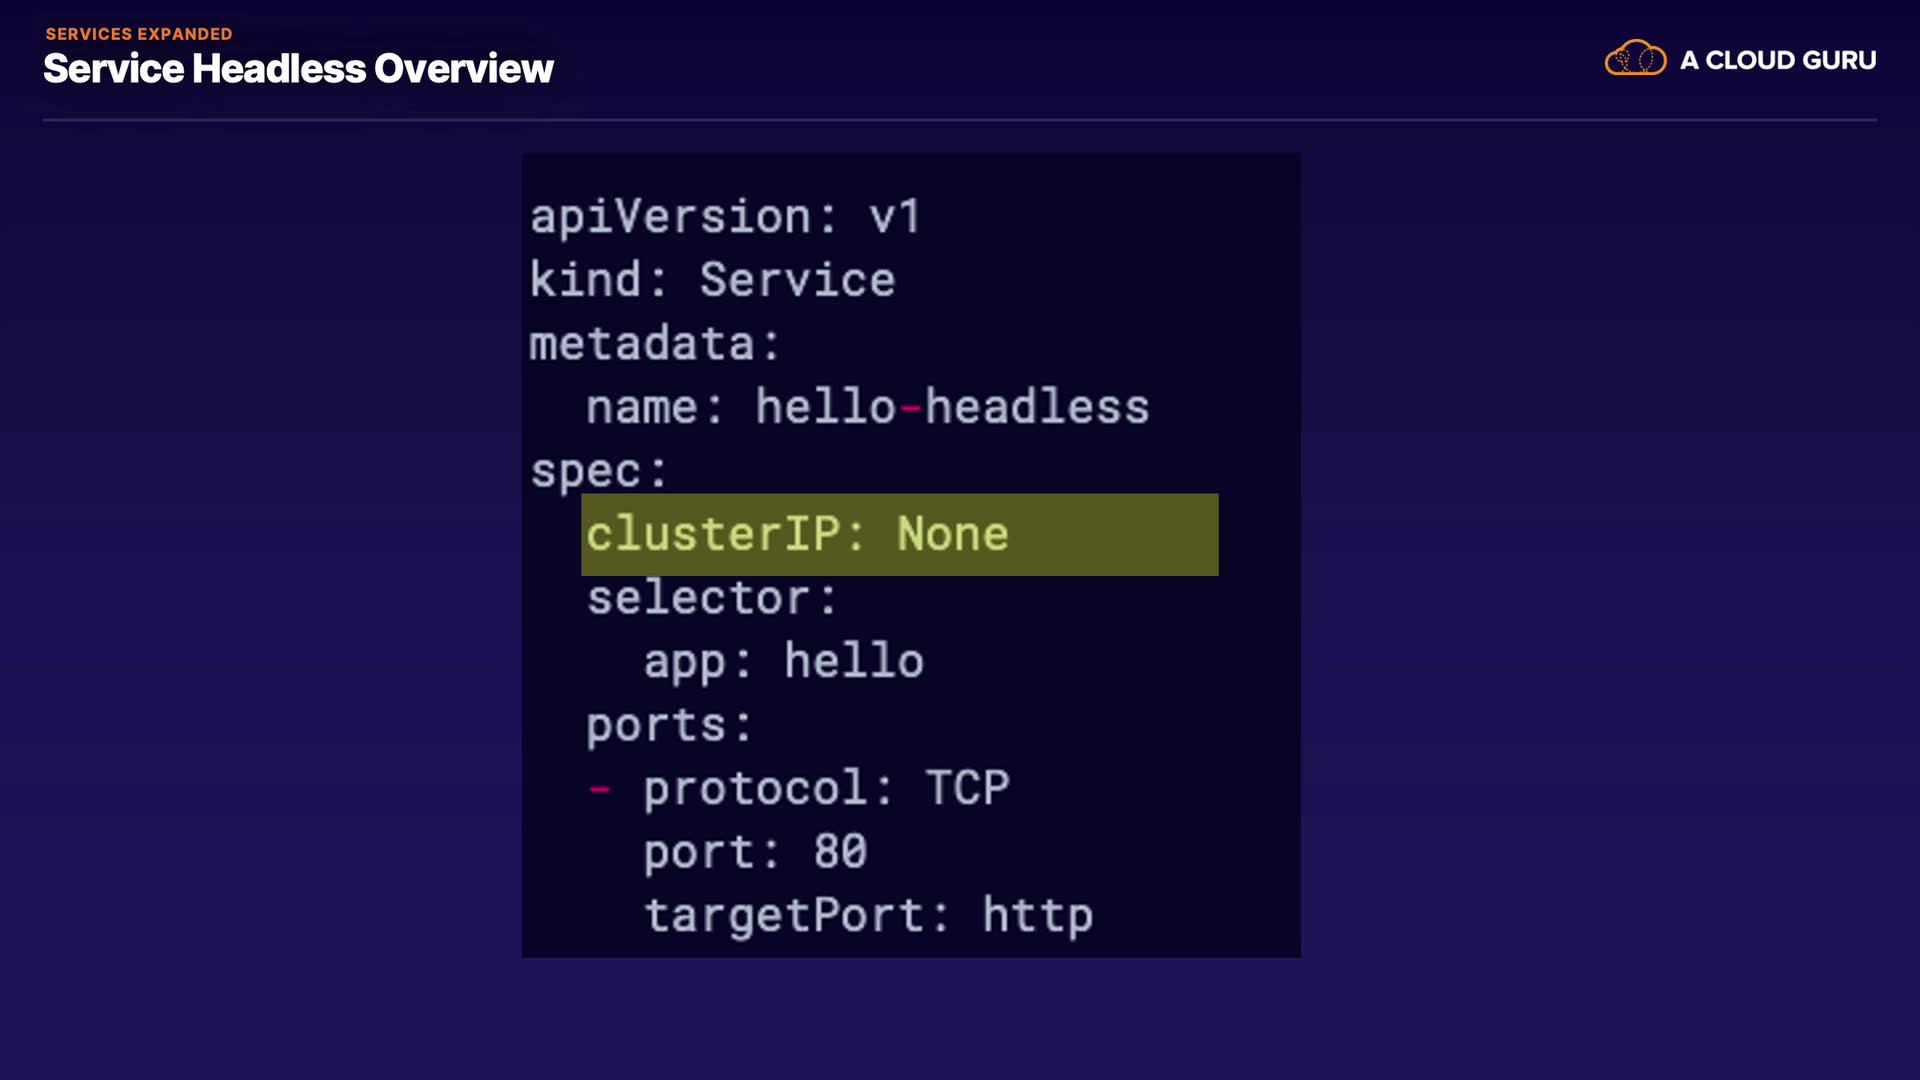 SERVICES EXPANDED
Service Headless Overview
A CLOUD GURU
apiVersion: v1
kind: Service
metadata:
  name: hello-headless
spec:
  clusterIP: None
  selector:
    app: hello
  ports:
  - protocol: TCP
    port: 80
    targetPort: http